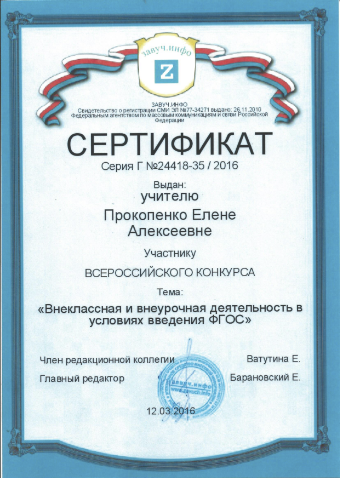 завуч.инфо
Z
ЗАВУЧ.ИНФО
Свидетельство о регистрации СМИ ЭЛ №77-34271 выдано: 26.11.2010
Федеральным агентством по массовым коммуникациям и связи Российской
Федерации
СЕРТИФИКАТ
Серия Г №24418-35 / 2016
Выдан:
учителю
Прокопенко Елене
Алексеевне
Участнику
ВСЕРОССИЙСКОГО КОНКУРСА
Тема:
«Внеклассная и внеурочная деятельность в
условиях введения ФГОС»
Член редакционной коллегии Ватутина Е.
Главный редактор Барановский Е.
завуч.инфо
12.03.2016